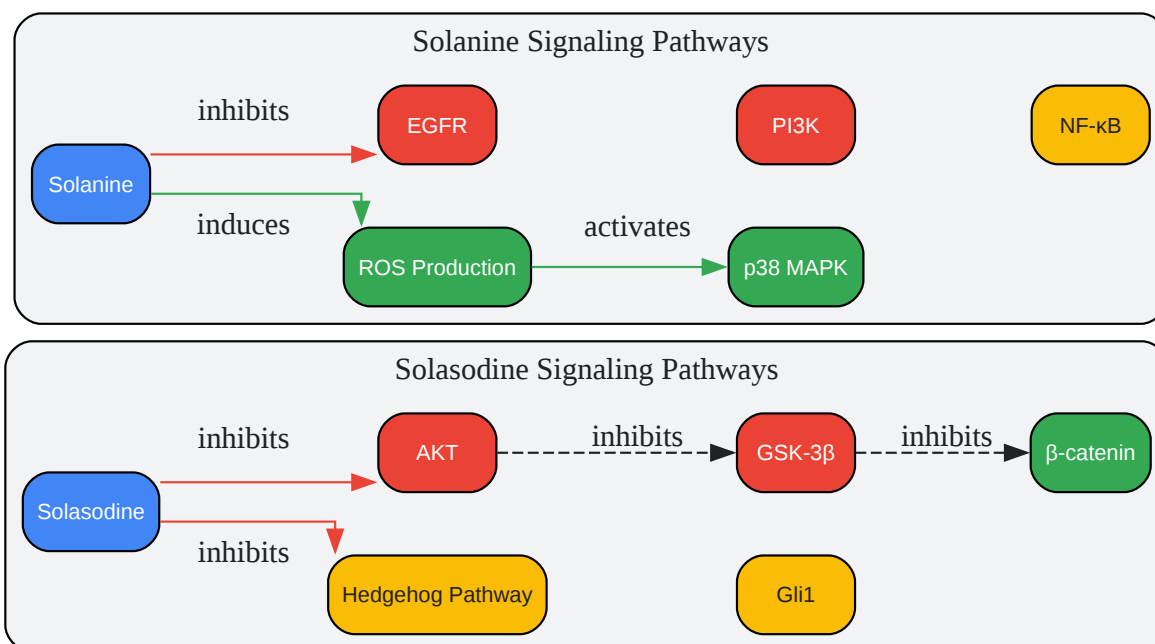 Solanine Signaling Pathways
inhibits
EGFR
PI3K
NF-κB
Solanine
induces
activates
ROS Production
p38 MAPK
Solasodine Signaling Pathways
inhibits
AKT
inhibits
GSK-3β
inhibits
β-catenin
Solasodine
inhibits
Hedgehog Pathway
Gli1